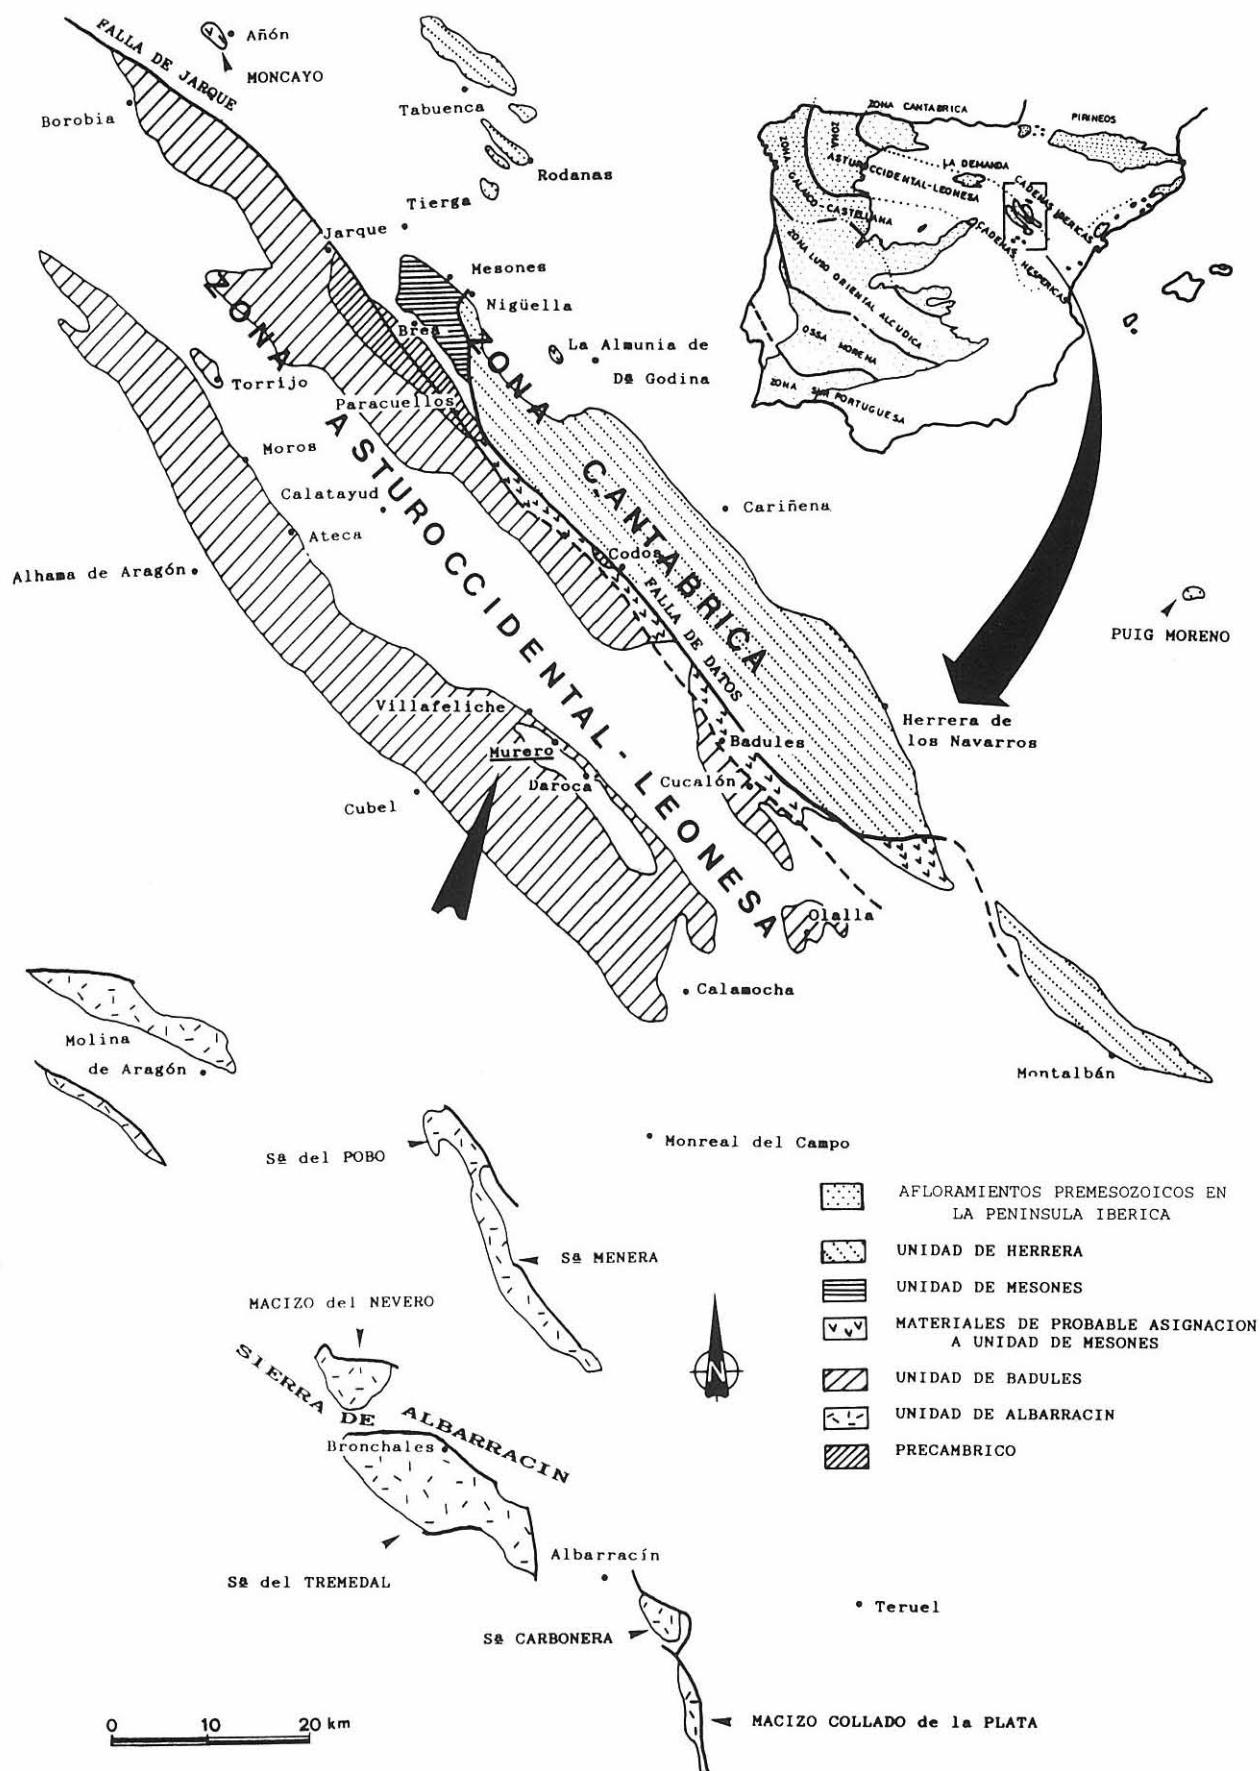 FALLA DE JARQUE
Añón
MONCAYO
Borobia
Tabuenca
Rodanas
Tierga
Jarque
Mesones
Nigüella
Brea
La Almunia de
Dª Godina
Torrijo
Paracuellos
Moros
Calatayud
Ateca
Alhama de Aragón
Cariñena
Codos
FALLA DE DATOS
ZONA CANTABRICA
ZONA ASTUROCCIDENTAL-LEONESA
Villafeliche
Murero
Daroca
Cubel
Badules
Cucalón
Herrera de
los Navarros
Olalla
Calamocha
Montalbán
PUIG MORENO
ZONA CANTABRICA
PIRINEOS
ZONA ASTUROCCIDENTAL-LEONESA
LA DEMANDA
CADENAS IBERICAS
ZONA GALAICO-CASTELLANA
CADENAS HESPERICAS
ZONA LUSO ORIENTAL ALCUDICA
OSSA MORENA
ZONA SUR PORTUGUESA
Molina
de Aragón
Sª del POBO
Monreal del Campo
Sª MENERA
MACIZO del NEVERO
SIERRA DE ALBARRACIN
Bronchales
Sª del TREMEDAL
Albarracín
Sª CARBONERA
Teruel
MACIZO COLLADO de la PLATA
N
AFLORAMIENTOS PREMESOZOICOS EN
LA PENINSULA IBERICA
UNIDAD DE HERRERA
UNIDAD DE MESONES
MATERIALES DE PROBABLE ASIGNACION
A UNIDAD DE MESONES
UNIDAD DE BADULES
UNIDAD DE ALBARRACIN
PRECAMBRICO
0 10 20 km